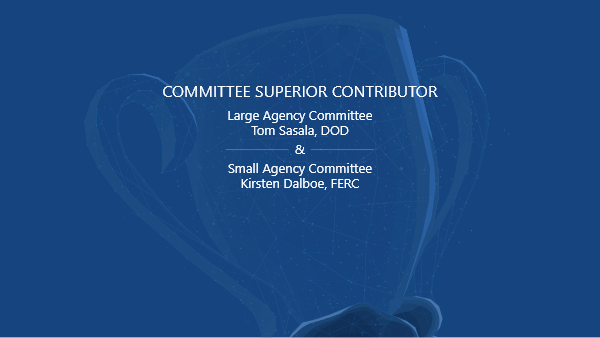 COMMITTEE SUPERIOR CONTRIBUTOR
Large Agency Committee
Tom Sasala, DOD
&
Small Agency Committee
Kirsten Dalboe, FERC